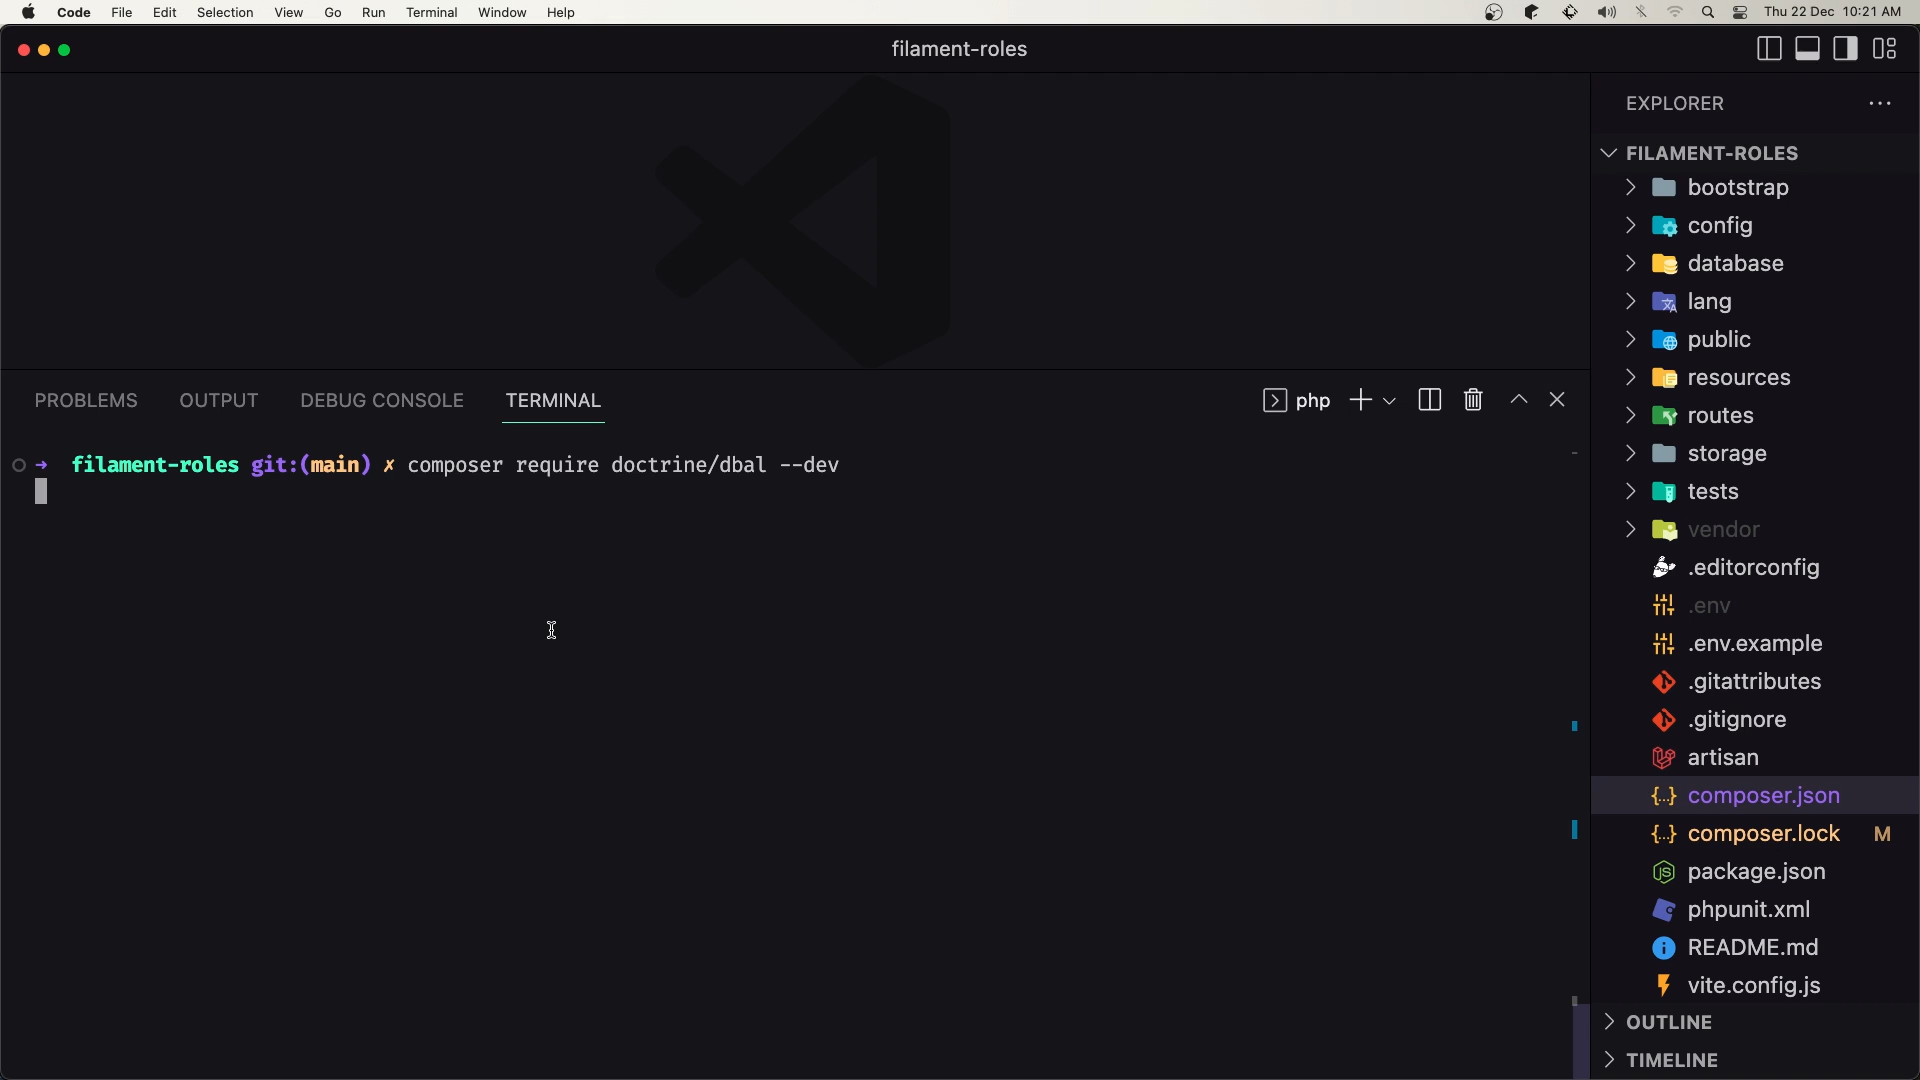 Code File Edit Selection View Go Run Terminal Window Help Thu 22 Dec 10:21 AM
filament-roles
EXPLORER
FILAMENT-ROLES
bootstrap
config
database
lang
public
resources
routes
storage
tests
vendor
.editorconfig
.env
.env.example
.gitattributes
.gitignore
artisan
composer.json
composer.lock M
package.json
phpunit.xml
README.md
vite.config.js
OUTLINE
TIMELINE
PROBLEMS OUTPUT DEBUG CONSOLE TERMINAL php
➜ filament-roles git:(main) ✗ composer require doctrine/dbal --dev